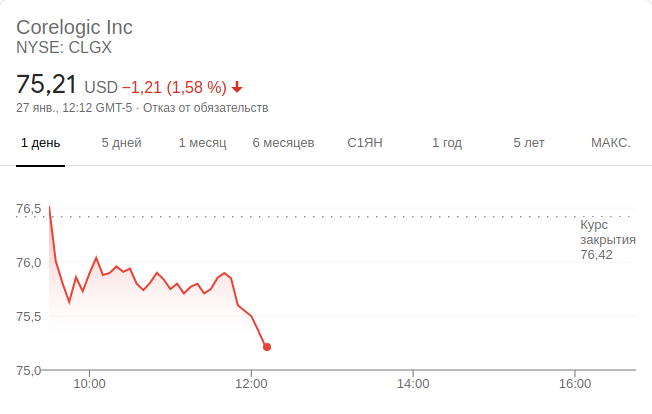 Corelogic Inc
NYSE: CLGX
75,21 USD −1,21 (1,58 %)
27 янв., 12:12 GMT-5 · Отказ от обязательств
1 день 5 дней 1 месяц 6 месяцев С1ЯН 1 год 5 лет МАКС.
76,5
Курс
закрытия
76,42
76,0
75,5
75,0
10:00 12:00 14:00 16:00